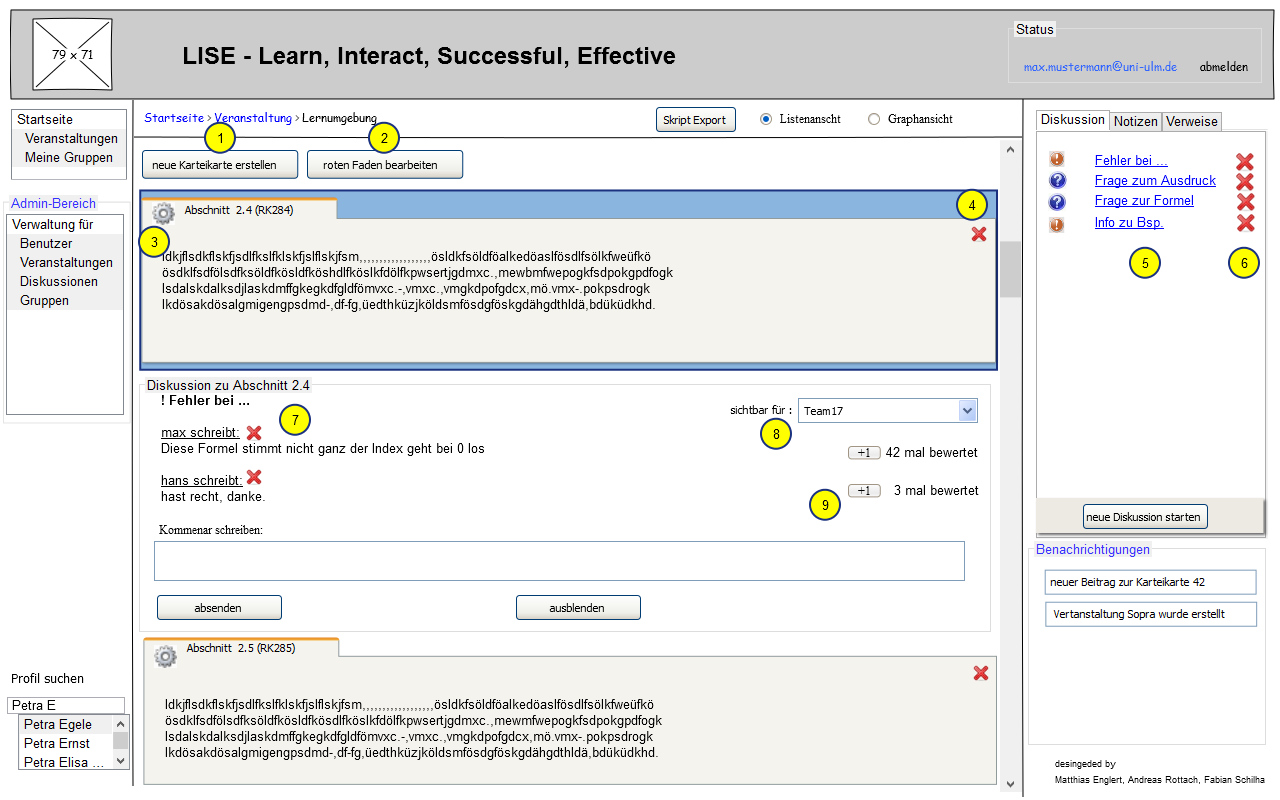 79 x 71
LISE - Learn, Interact, Successful, Effective
Status
max.mustermann@uni-ulm.de abmelden
Startseite
Veranstaltungen
Meine Gruppen
Admin-Bereich
Verwaltung für
Benutzer
Veranstaltungen
Diskussionen
Gruppen
Profil suchen
Petra E
Petra Egele
Petra Ernst
Petra Elisa ...
Startseite > Veranstaltung > Lernumgebung
Skript Export
Listenanscht
Graphansicht
1
2
neue Karteikarte erstellen
roten Faden bearbeiten
Abschnitt 2.4 (RK284)
4
3
ldkjflsdkflskfjsdlfkslfklskfjslflskjfsm,,,,,,,,,,,,,,,,,,ösldkfsöldföalkedöaslfösdlfsölkfweüfkö
ösdklfsdfölsdfksöldfkösldfköshdlfköslkfdölfkpwsertjgdmxc.,mewbmfwepogkfsdpokgpdfogk
lsdalskdalksdjlaskdmffgkegkdfgldfömvxc.-,vmxc.,vmgkdpofgdcx,mö.vmx-.pokpsdrogk
lkdösakdösalgmigengpsdmd-,df-fg,üedthküzjköldsmfösdgföskgdähgdthldä,bdüküdkhd.
Diskussion zu Abschnitt 2.4
! Fehler bei ...
7
sichtbar für :
Team17
8
max schreibt:
Diese Formel stimmt nicht ganz der Index geht bei 0 los
+1 42 mal bewertet
hans schreibt:
hast recht, danke.
+1 3 mal bewertet
9
Kommenar schreiben:
absenden
ausblenden
Abschnitt 2.5 (RK285)
ldkjflsdkflskfjsdlfkslfklskfjslflskjfsm,,,,,,,,,,,,,,,,,,ösldkfsöldföalkedöaslfösdlfsölkfweüfkö
ösdklfsdfölsdfksöldfkösldfkösdlfköslkfdölfkpwsertjgdmxc.,mewmfwepogkfsdpokgpdfogk
lsdalskdalksdjlaskdmffgkegkdfgldfömvxc.-,vmxc.,vmgkdpofgdcx,mö.vmx-.pokpsdrogk
lkdösakdösalgmigengpsdmd-,df-fg,üedthküzjköldsmfösdgföskgdähgdthldä,bdüküdkhd.
Diskussion Notizen Verweise
Fehler bei ...
Frage zum Ausdruck
Frage zur Formel
Info zu Bsp.
5
6
neue Diskussion starten
Benachrichtigungen
neuer Beitrag zur Karteikarte 42
Vertanstaltung Sopra wurde erstellt
desingeded by
Matthias Englert, Andreas Rottach, Fabian Schilha